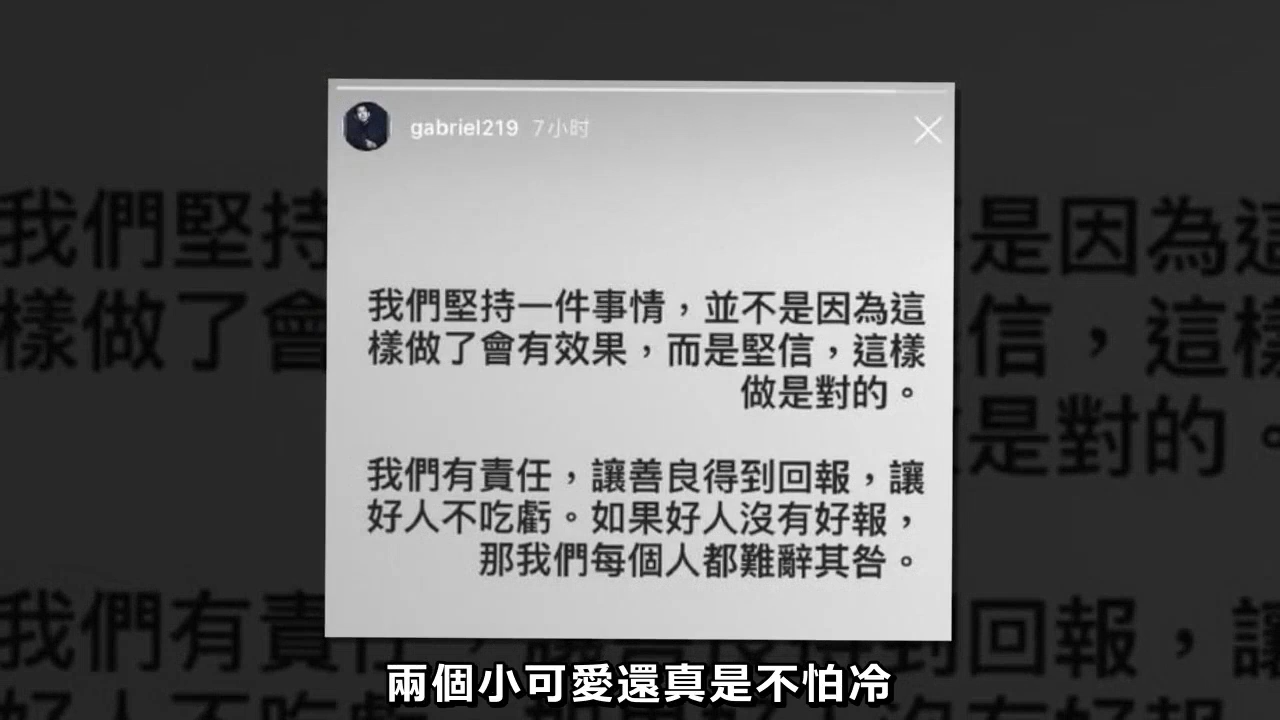 gabriel219 7小时
我們堅持一件事情，並不是因為這
樣做了會有效果，而是堅信，這樣
做是對的。
我們有責任，讓善良得到回報，讓
好人不吃虧。如果好人沒有好報，
那我們每個人都難辭其咎。
兩個小可愛還真是不怕冷